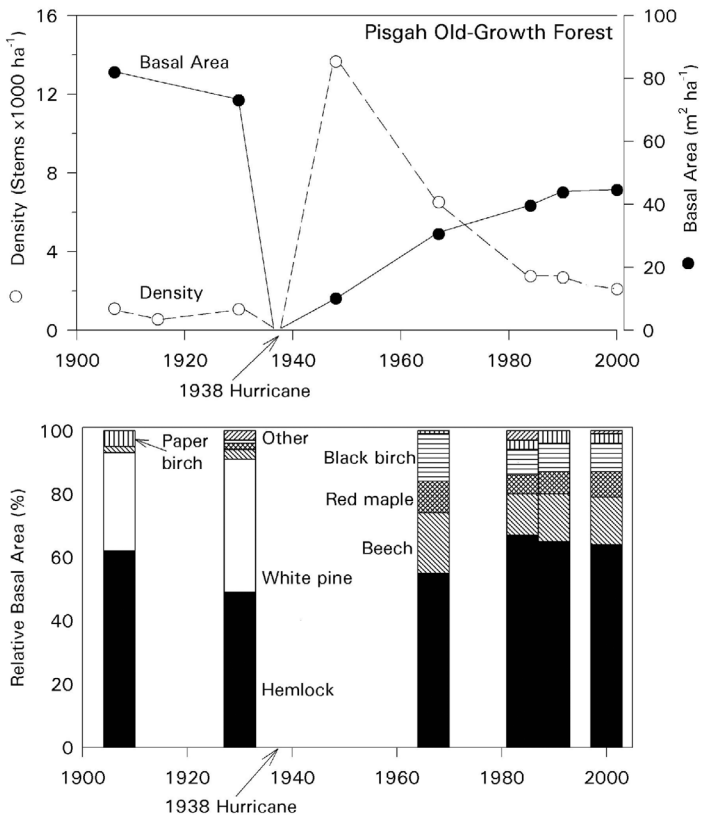 Pisgah Old-Growth Forest
Density (Stems x1000 ha⁻¹)
16
12
8
4
0
Basal Area (m² ha⁻¹)
100
80
60
40
20
0
Basal Area
Density
1900
1920
1940
1960
1980
2000
1938 Hurricane
Relative Basal Area (%)
100
80
60
40
20
0
Paper
birch
Other
White pine
Hemlock
Black birch
Red maple
Beech
1900
1920
1940
1960
1980
2000
1938 Hurricane